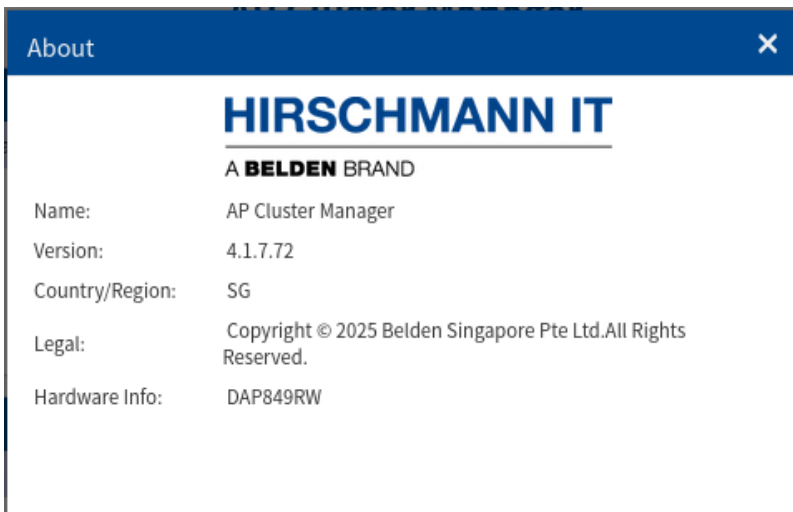 About
HIRSCHMANN IT
A BELDEN BRAND
Name: AP Cluster Manager
Version: 4.1.7.72
Country/Region: SG
Legal: Copyright © 2025 Belden Singapore Pte Ltd.All Rights
Reserved.
Hardware Info: DAP849RW